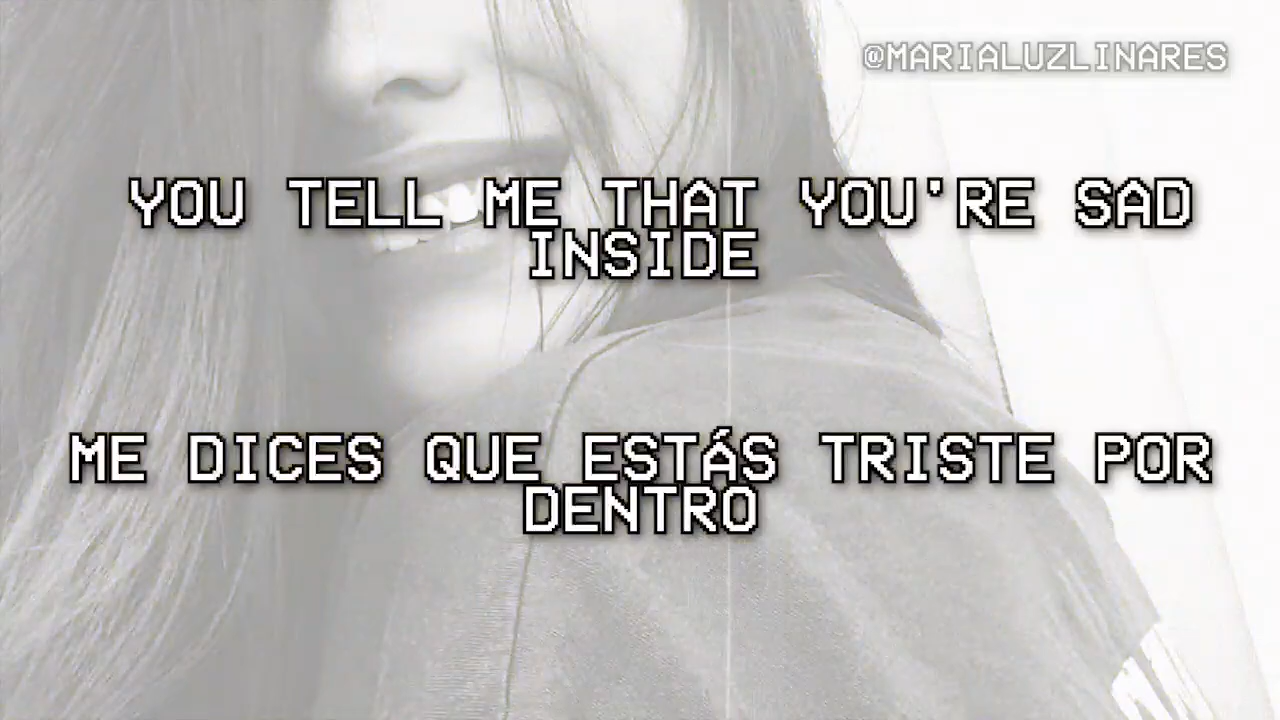 @MARIALUZLINARES
YOU TELL ME THAT YOU'RE SAD
INSIDE
ME DICES QUE ESTÁS TRISTE POR
DENTRO